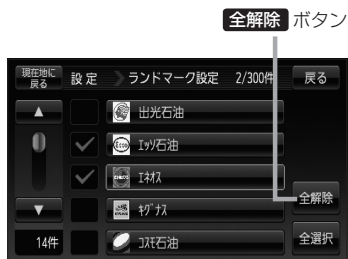 全解除 ボタン
現在地に戻る 設定 ランドマーク設定 2/300件 戻る
出光石油
Esso エッソ石油
ENEOS エネオス
キグナス
全解除
コスモ石油
14件 全選択